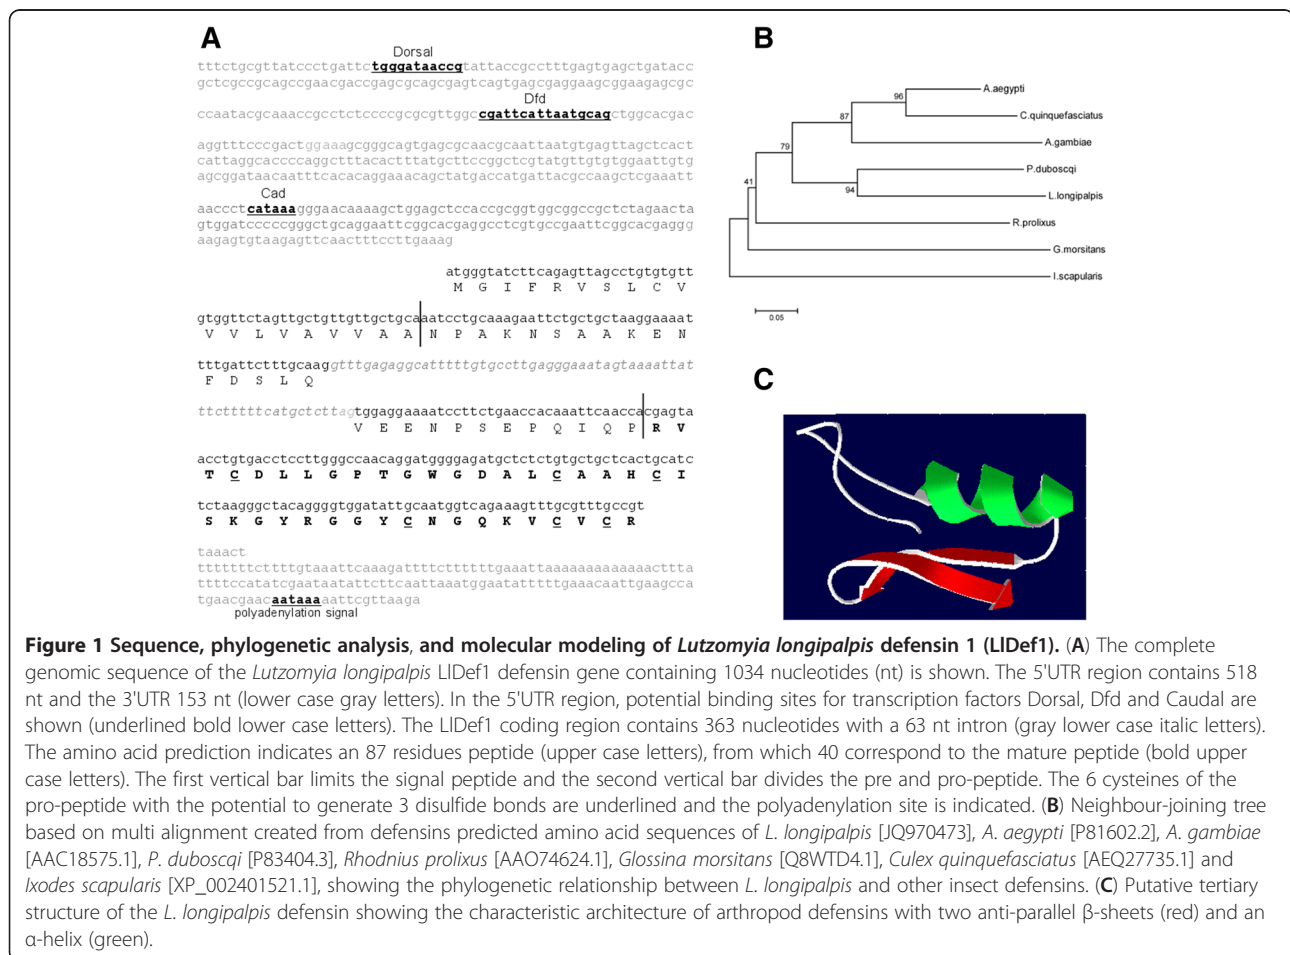 A
Dorsal
tttctgcgttatccctgattctgggataaccgtattaccgcctttgagtgagctgatacc
gctcgccgcagccgaacgaccgagcgcagcgagtcagtgagcgaggaagcggaagagcgc
Dfd
ccaatacgcaaaccgcctctccccgcgcgttggccgattcattaatgcagctggcacgac
aggtttcccgactggaaagcgggcagtgagcgcaacgcaattaatgtgagttagctcact
cattaggcaccccaggctttacactttatgcttccggctcgtatgttgtgtggaattgtg
agcggataacaatttcacacaggaaacagctatgaccatgattacgccaagctcgaaatt
Cad
aaccctcataaagggaacaaaagctggagctccaccgcggtggcggccgctctagaacta
gtggatcccccgggctgcaggaattcggcacgaggcctcgtgccgaattcggcacgaggg
aagagtgtaagagttcaactttccttgaaag
atgggtatcttcagagttagcctgtgtgtt
M G I F R V S L C V
gtggttctagttgctgttgttgctgcaaatcctgcaaagaattctgctgctaaggaaaat
V V L V A V V A A N P A K N S A A K E N
tttgattctttgcaaggtttgagaggcatttttgtgccttgagggaaatagtaaaattat
F D S L Q
ttctttttcatgctcttagtggaggaaaatccttctgaaccacaaattcaaccacgagta
V E E N P S E P Q I Q P R V
acctgtgacctccttgggccaacaggatggggagatgctctctgtgctgctcactgcatc
T C D L L G P T G W G D A L C A A H C I
tctaagggctacaggggtggatattgcaatggtcagaaagtttgcgtttgccgt
S K G Y R G G Y C N G Q K V C V C R
taaact
tttttttcttttgtaaattcaaagattttctttttttgaaattaaaaaaaaaaaaactttta
ttttccatatcgaataatattcttcaattaaatggaatatttttgaaacaattgaagcca
tgaacgaacaataaaaattcgttaaga
polyadenylation signal
B
96
A.aegypti
C.quinquefasciatus
87
A.gambiae
79
P.duboscqi
94
L.longipalpis
41
R.prolixus
G.morsitans
I.scapularis
0.05
C
Figure 1 Sequence, phylogenetic analysis, and molecular modeling of Lutzomyia longipalpis defensin 1 (LlDef1). (A) The complete
genomic sequence of the Lutzomyia longipalpis LlDef1 defensin gene containing 1034 nucleotides (nt) is shown. The 5'UTR region contains 518
nt and the 3'UTR 153 nt (lower case gray letters). In the 5'UTR region, potential binding sites for transcription factors Dorsal, Dfd and Caudal are
shown (underlined bold lower case letters). The LlDef1 coding region contains 363 nucleotides with a 63 nt intron (gray lower case italic letters).
The amino acid prediction indicates an 87 residues peptide (upper case letters), from which 40 correspond to the mature peptide (bold upper
case letters). The first vertical bar limits the signal peptide and the second vertical bar divides the pre and pro-peptide. The 6 cysteines of the
pro-peptide with the potential to generate 3 disulfide bonds are underlined and the polyadenylation site is indicated. (B) Neighbour-joining tree
based on multi alignment created from defensins predicted amino acid sequences of L. longipalpis [JQ970473], A. aegypti [P81602.2], A. gambiae
[AAC18575.1], P. duboscqi [P83404.3], Rhodnius prolixus [AAO74624.1], Glossina morsitans [Q8WTD4.1], Culex quinquefasciatus [AEQ27735.1] and
Ixodes scapularis [XP_002401521.1], showing the phylogenetic relationship between L. longipalpis and other insect defensins. (C) Putative tertiary
structure of the L. longipalpis defensin showing the characteristic architecture of arthropod defensins with two anti-parallel β-sheets (red) and an
α-helix (green).